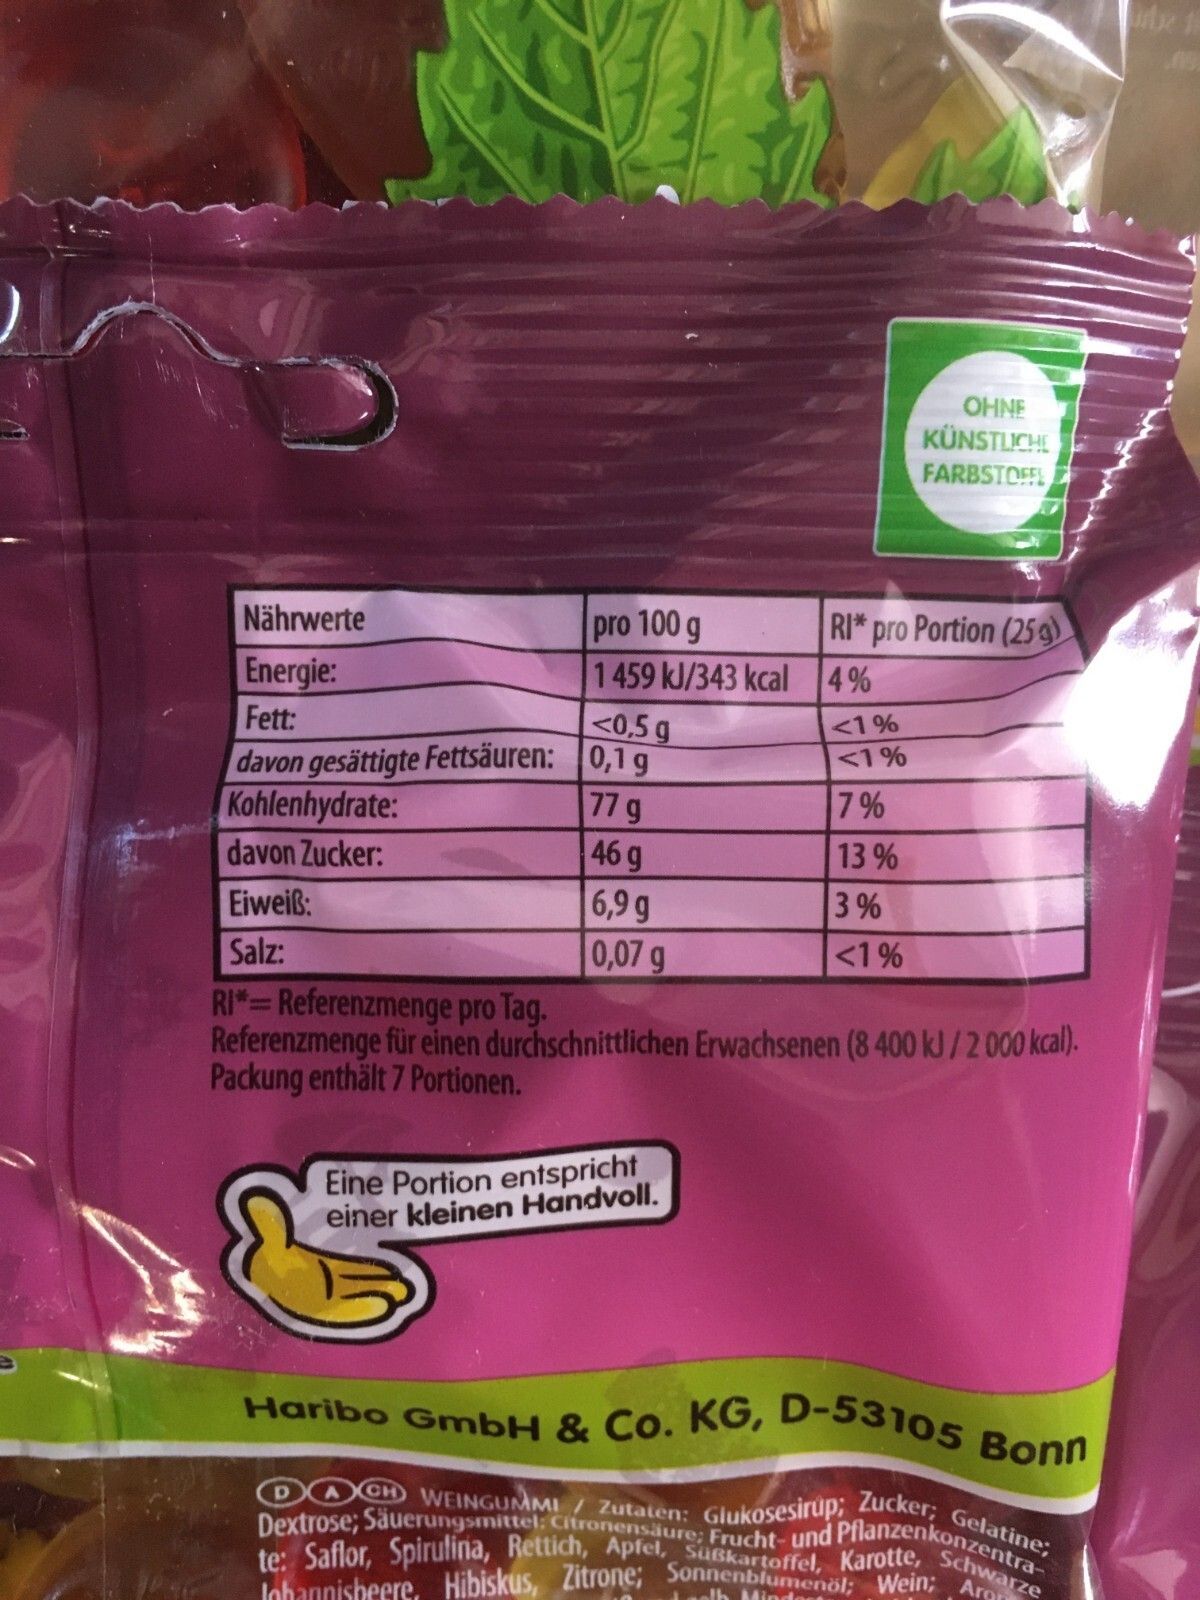 OHNE
KÜNSTLICHE
FARBSTOFFE
Nährwerte pro 100 g RI* pro Portion (25 g)
Energie: 1 459 kJ/343 kcal 4 %
Fett: <0,5 g <1 %
davon gesättigte Fettsäuren: 0,1 g <1 %
Kohlenhydrate: 77 g 7 %
davon Zucker: 46 g 13 %
Eiweiß: 6,9 g 3 %
Salz: 0,07 g <1 %
RI*= Referenzmenge pro Tag.
Referenzmenge für einen durchschnittlichen Erwachsenen (8 400 kJ / 2 000 kcal).
Packung enthält 7 Portionen.
Eine Portion entspricht
einer kleinen Handvoll.
Haribo GmbH & Co. KG, D-53105 Bonn
D A CH WEINGUMMI / Zutaten: Glukosesirup; Zucker; Gelatine;
Dextrose; Säuerungsmittel: Citronensäure; Frucht- und Pflanzenkonzentra-
te: Saflor, Spirulina, Rettich, Apfel, Süßkartoffel, Karotte, Schwarze
Johannisbeere, Hibiskus, Zitrone; Sonnenblumenöl; Wein;